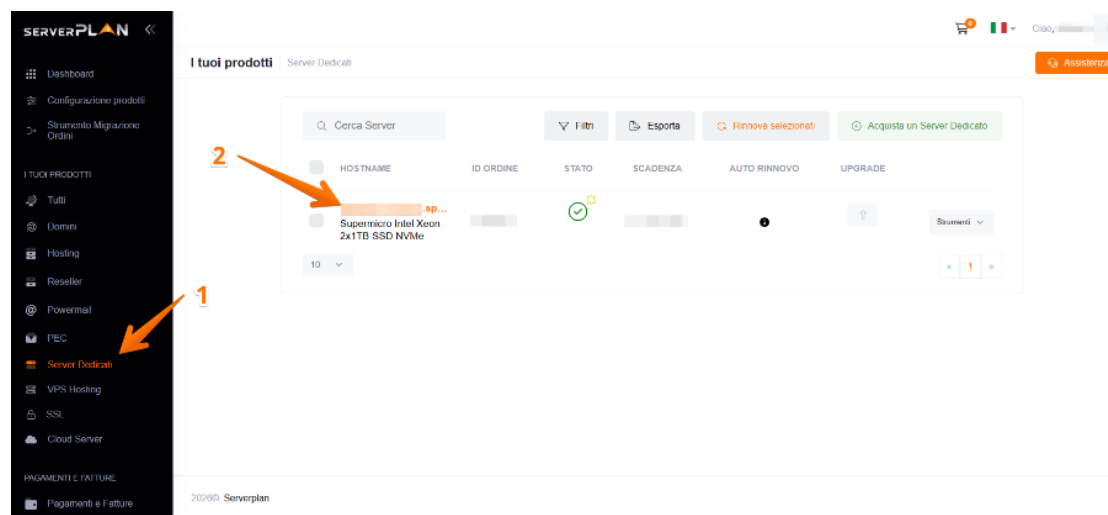 SERVERPLAN «
0
Ciao,
I tuoi prodotti Server Dedicati
Assistenza
Dashboard
Configurazione prodotti
Strumento Migrazione
Ordini
I TUOI PRODOTTI
Tutti
Domini
Hosting
Reseller
@ Powermail
PEC
Server Dedicati
VPS Hosting
SSL
Cloud Server
PAGAMENTI E FATTURE
Pagamenti e Fatture
1
2
Cerca Server
Filtri
Esporta
Rinnova selezionati
Acquista un Server Dedicato
HOSTNAME ID ORDINE STATO SCADENZA AUTO RINNOVO UPGRADE
.sp...
Supermicro Intel Xeon
2x1TB SSD NVMe
Strumenti
10
« 1 »
2026© Serverplan